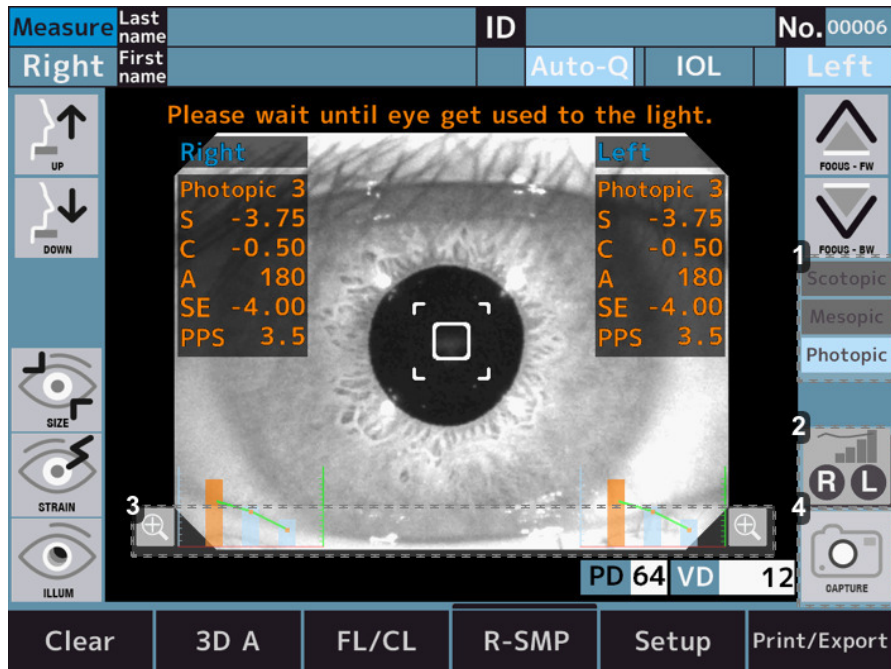 Measure Last name ID No. 00006
Right First name Auto-Q IOL Left
Please wait until eye get used to the light.
UP
DOWN
SIZE
STRAIN
ILLUM
Right
Photopic 3
S -3.75
C -0.50
A 180
SE -4.00
PPS 3.5
Left
Photopic 3
S -3.75
C -0.50
A 180
SE -4.00
PPS 3.5
FOCUS - FW
FOCUS - BW
1
Scotopic
Mesopic
Photopic
2
R L
3
4
CAPTURE
PD 64 VD 12
Clear 3D A FL/CL R-SMP Setup Print/Export